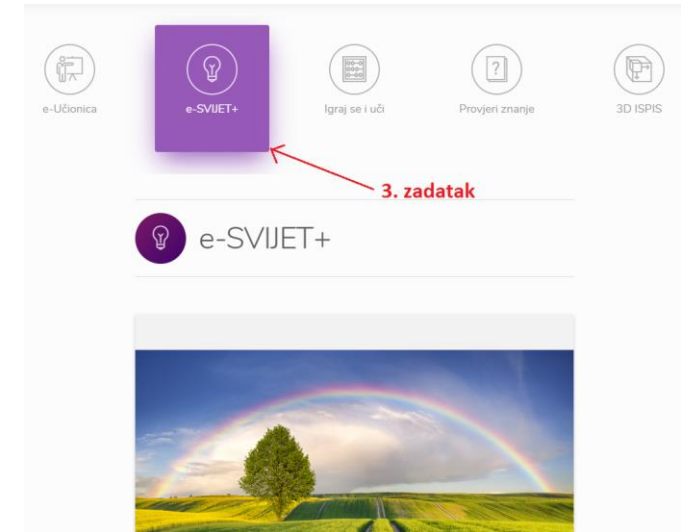 e-Učionica
e-SVIJET+
Igraj se i uči
Provjeri znanje
3D ISPIS
3. zadatak
e-SVIJET+